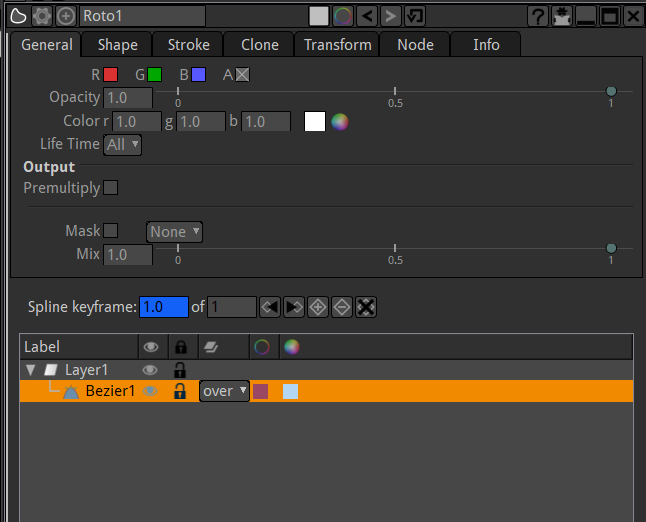 Roto1
?
General Shape Stroke Clone Transform Node Info
R G B A
Opacity 1.0 0 0.5 1
Color r 1.0 g 1.0 b 1.0
Life Time All
Output
Premultiply
Mask None
Mix 1.0 0 0.5 1
Spline keyframe: 1.0 of 1
Label
Layer1
Bezier1 over